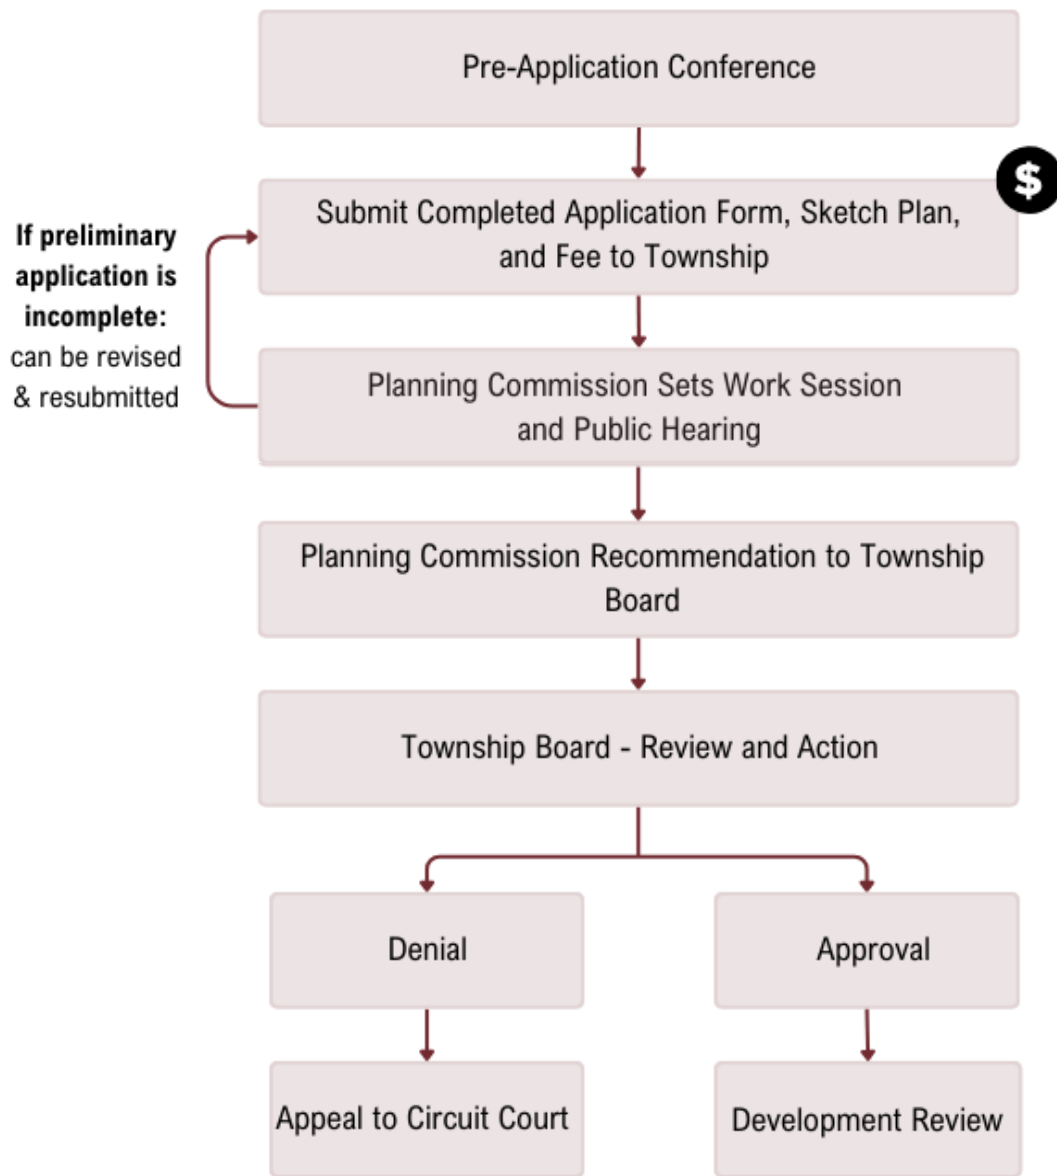 Pre-Application Conference
$
Submit Completed Application Form, Sketch Plan,
and Fee to Township
If preliminary
application is
incomplete:
can be revised
& resubmitted
Planning Commission Sets Work Session
and Public Hearing
Planning Commission Recommendation to Township
Board
Township Board - Review and Action
Denial
Approval
Appeal to Circuit Court
Development Review